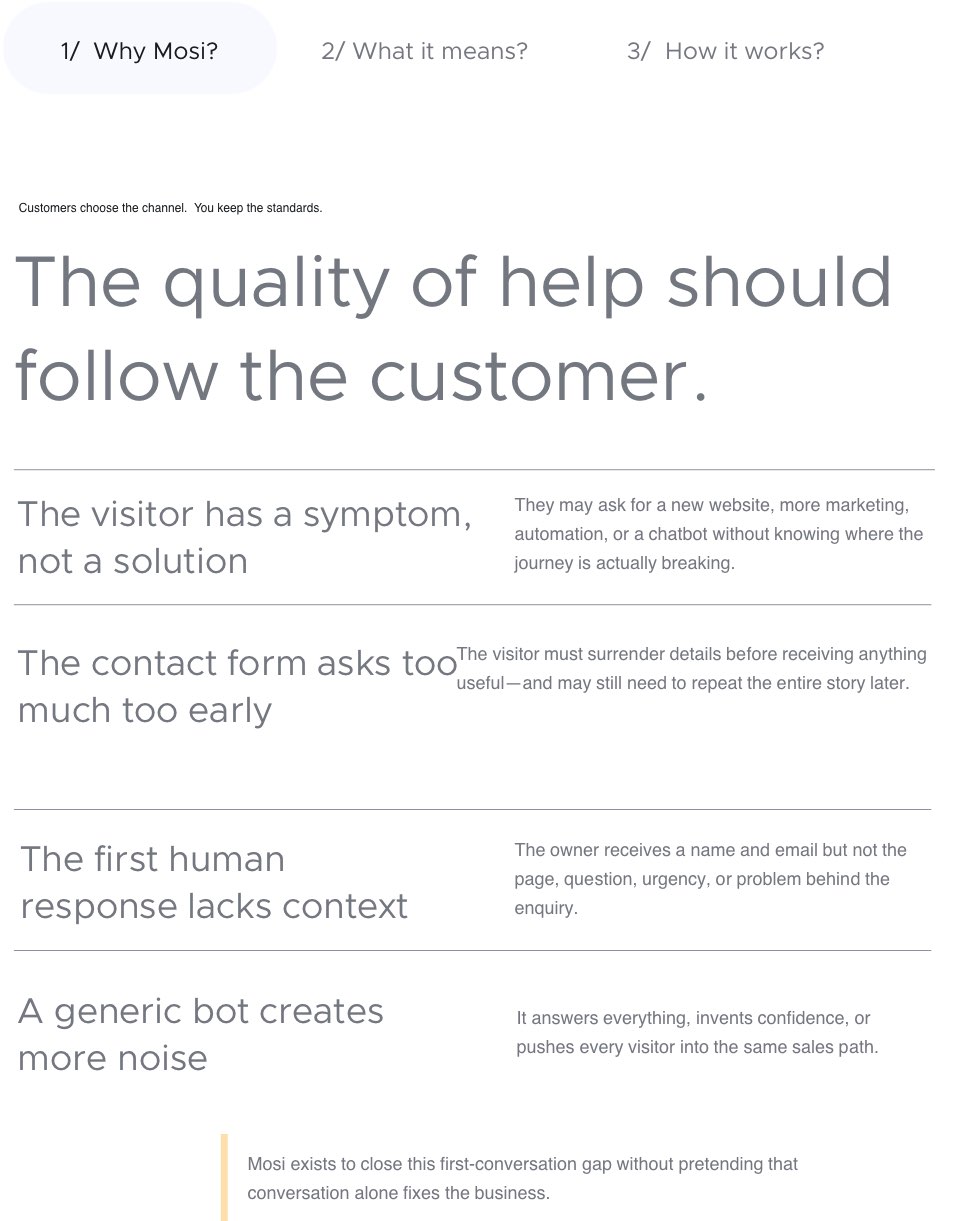 1/ Why Mosi?
2/ What it means?
3/ How it works?
Customers choose the channel. You keep the standards.
The quality of help should
follow the customer.
The visitor has a symptom,
not a solution
They may ask for a new website, more marketing,
automation, or a chatbot without knowing where the
journey is actually breaking.
The contact form asks too
much too early
The visitor must surrender details before receiving anything
useful—and may still need to repeat the entire story later.
The first human
response lacks context
The owner receives a name and email but not the
page, question, urgency, or problem behind the
enquiry.
A generic bot creates
more noise
It answers everything, invents confidence, or
pushes every visitor into the same sales path.
Mosi exists to close this first-conversation gap without pretending that
conversation alone fixes the business.